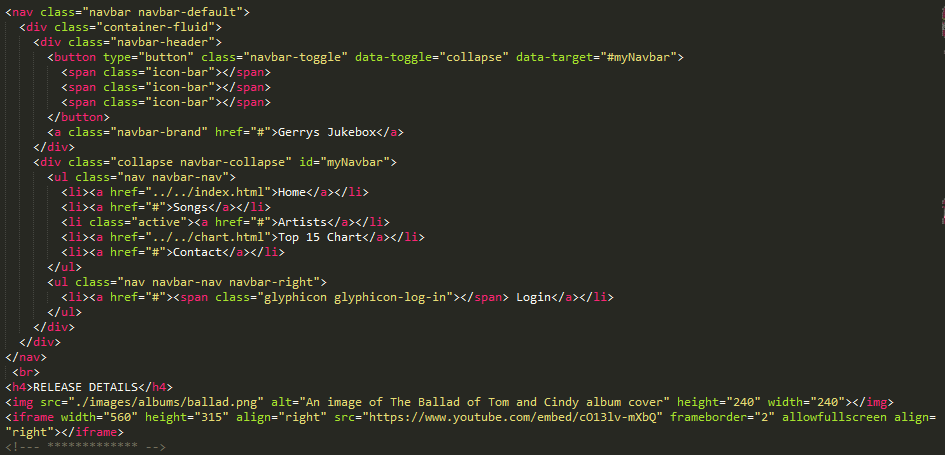 <nav class="navbar navbar-default">
<div class="container-fluid">
<div class="navbar-header">
<button type="button" class="navbar-toggle" data-toggle="collapse" data-target="#myNavbar">
<span class="icon-bar"></span>
<span class="icon-bar"></span>
<span class="icon-bar"></span>
</button>
<a class="navbar-brand" href="#">Gerrys Jukebox</a>
</div>
<div class="collapse navbar-collapse" id="myNavbar">
<ul class="nav navbar-nav">
<li><a href="../../index.html">Home</a></li>
<li><a href="#">Songs</a></li>
<li class="active"><a href="#">Artists</a></li>
<li><a href="../../chart.html">Top 15 Chart</a></li>
<li><a href="#">Contact</a></li>
</ul>
<ul class="nav navbar-nav navbar-right">
<li><a href="#"><span class="glyphicon glyphicon-log-in"></span> Login</a></li>
</ul>
</div>
</div>
</nav>
<br>
<h4>RELEASE DETAILS</h4>
<img src="./images/albums/ballad.png" alt="An image of The Ballad of Tom and Cindy album cover" height="240" width="240"></img>
<iframe width="560" height="315" align="right" src="https://www.youtube.com/embed/cO13lv-mXbQ" frameborder="2" allowfullscreen align=
"right"></iframe>
<!--- ************* -->